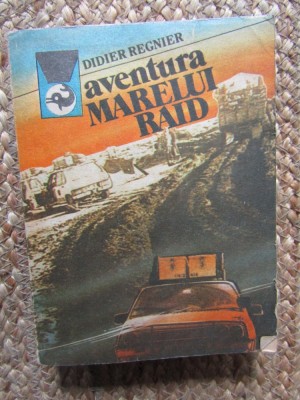 DIDIER REGNIER
aventura
MARELUI
RAID